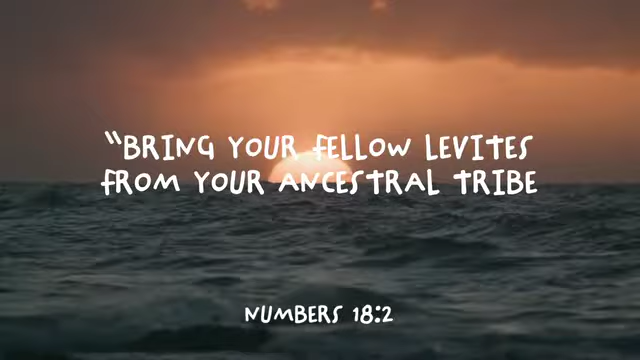 “BRING YOUR FELLOW LEVITES
FROM YOUR ANCESTRAL TRIBE
NUMBERS 18:2